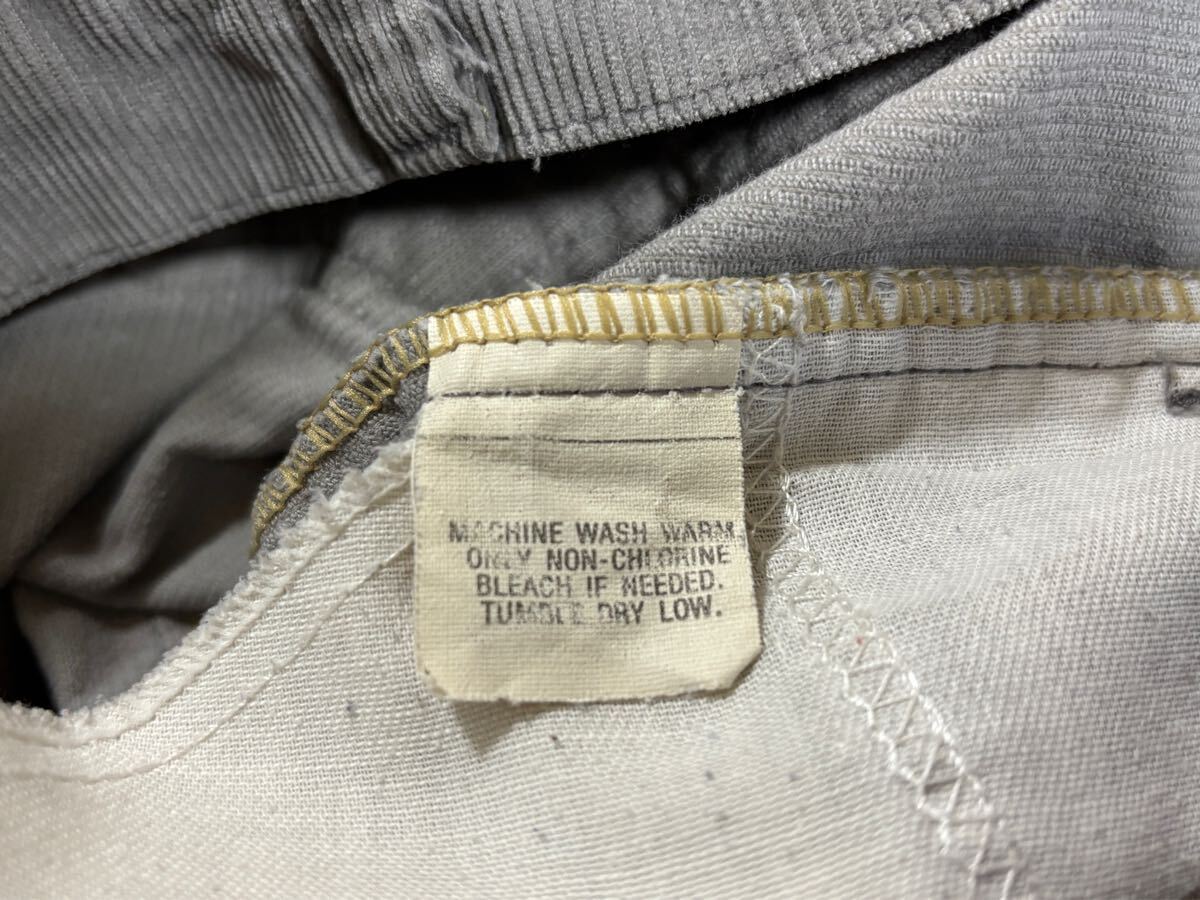 MACHINE WASH WARM
ONLY NON-CHLORINE
BLEACH IF NEEDED.
TUMBLE DRY LOW.